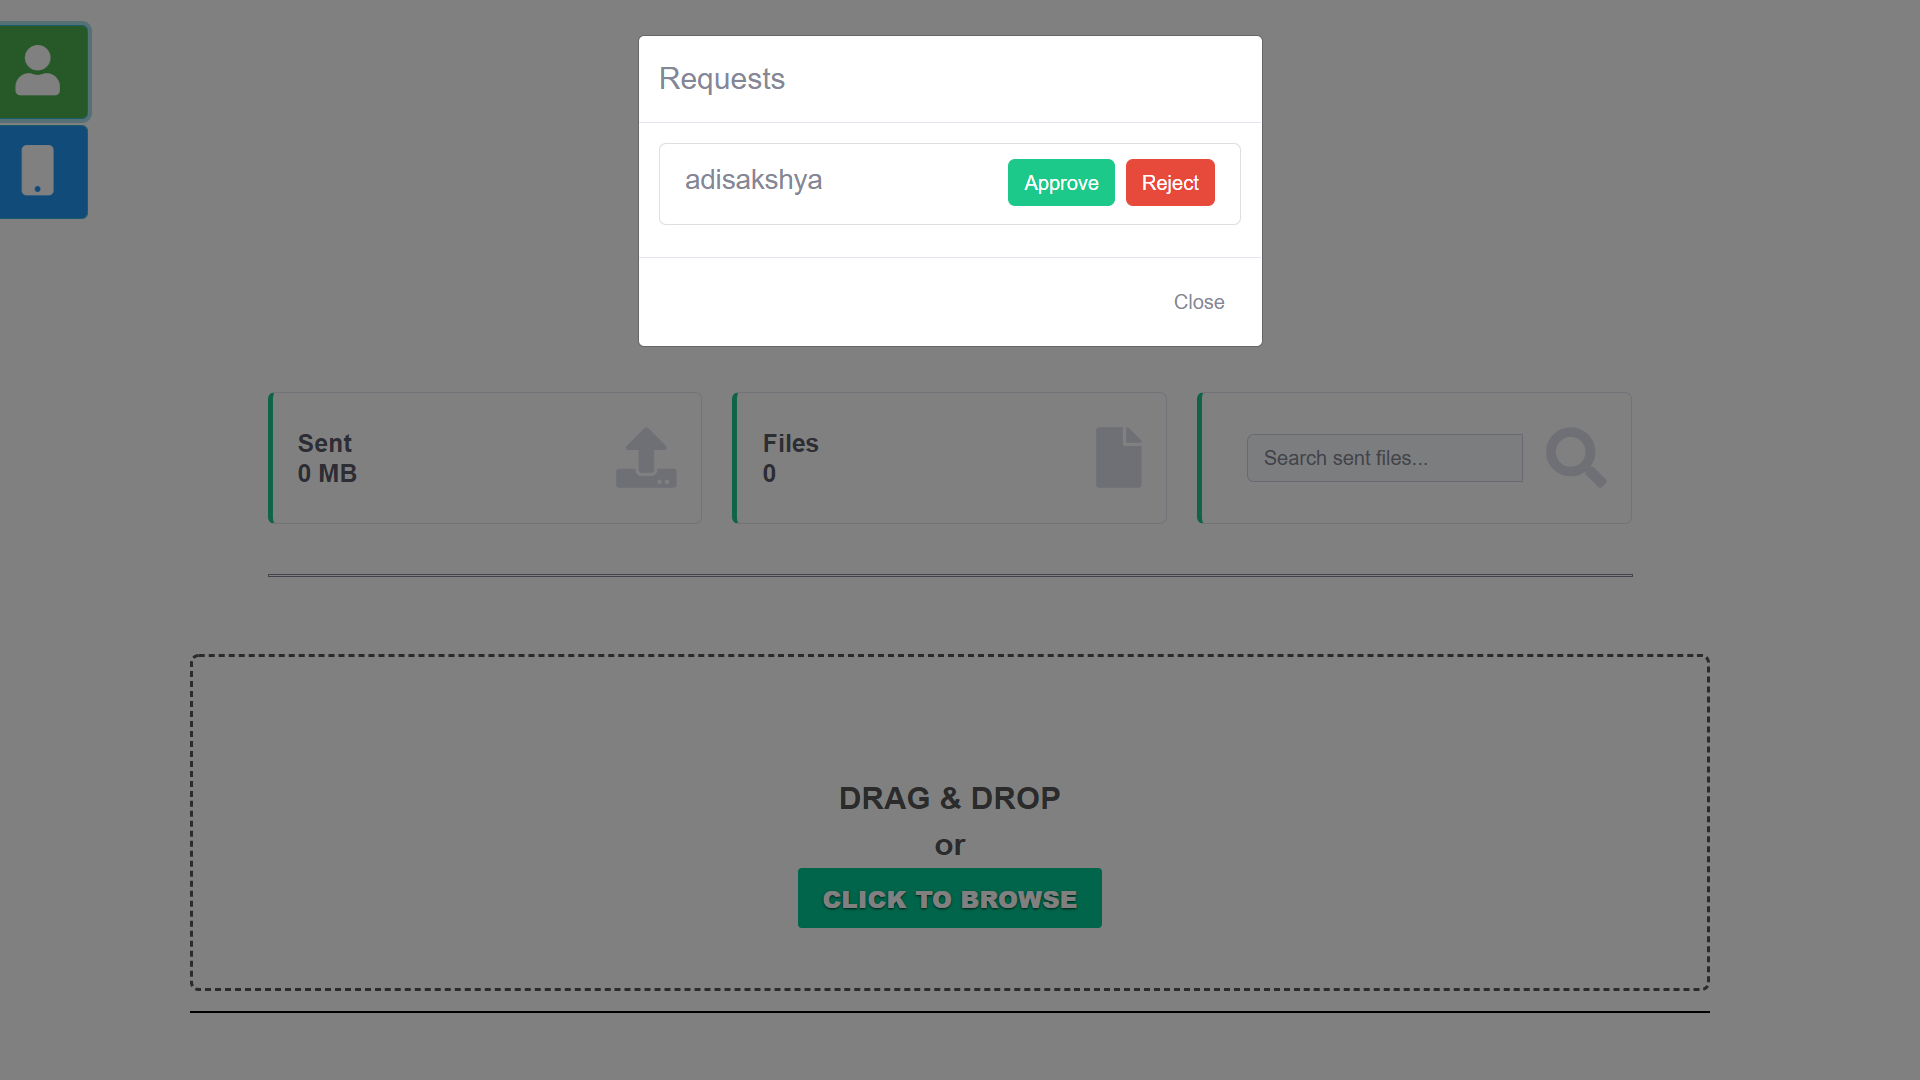 Requests
adisakshya
Approve
Reject
Close
Sent
0 MB
Files
0
Search sent files...
DRAG & DROP
or
CLICK TO BROWSE